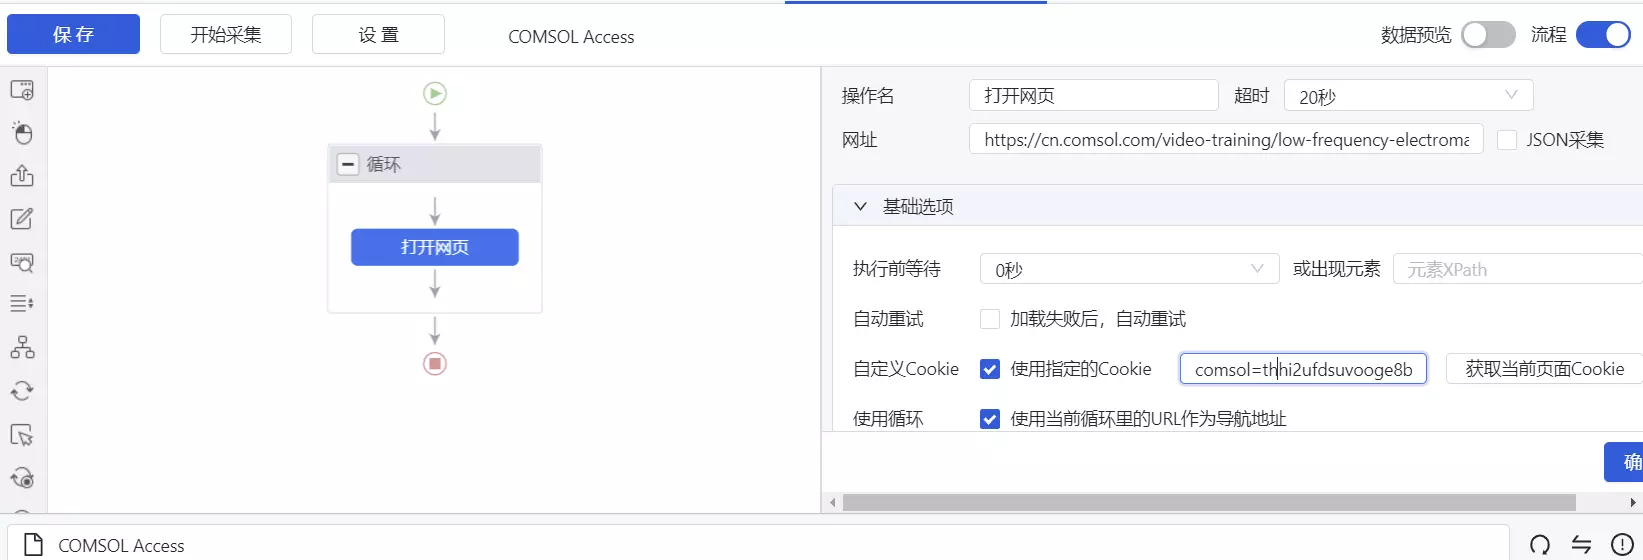 保 存 开始采集 设 置 COMSOL Access 数据预览 流程
循环
打开网页
操作名 打开网页 超时 20秒
网址 https://cn.comsol.com/video-training/low-frequency-electroma JSON采集
基础选项
执行前等待 0秒 或出现元素 元素XPath
自动重试 加载失败后，自动重试
自定义Cookie 使用指定的Cookie comsol=thhi2ufdsuvooge8b 获取当前页面Cookie
使用循环 使用当前循环里的URL作为导航地址
确
COMSOL Access